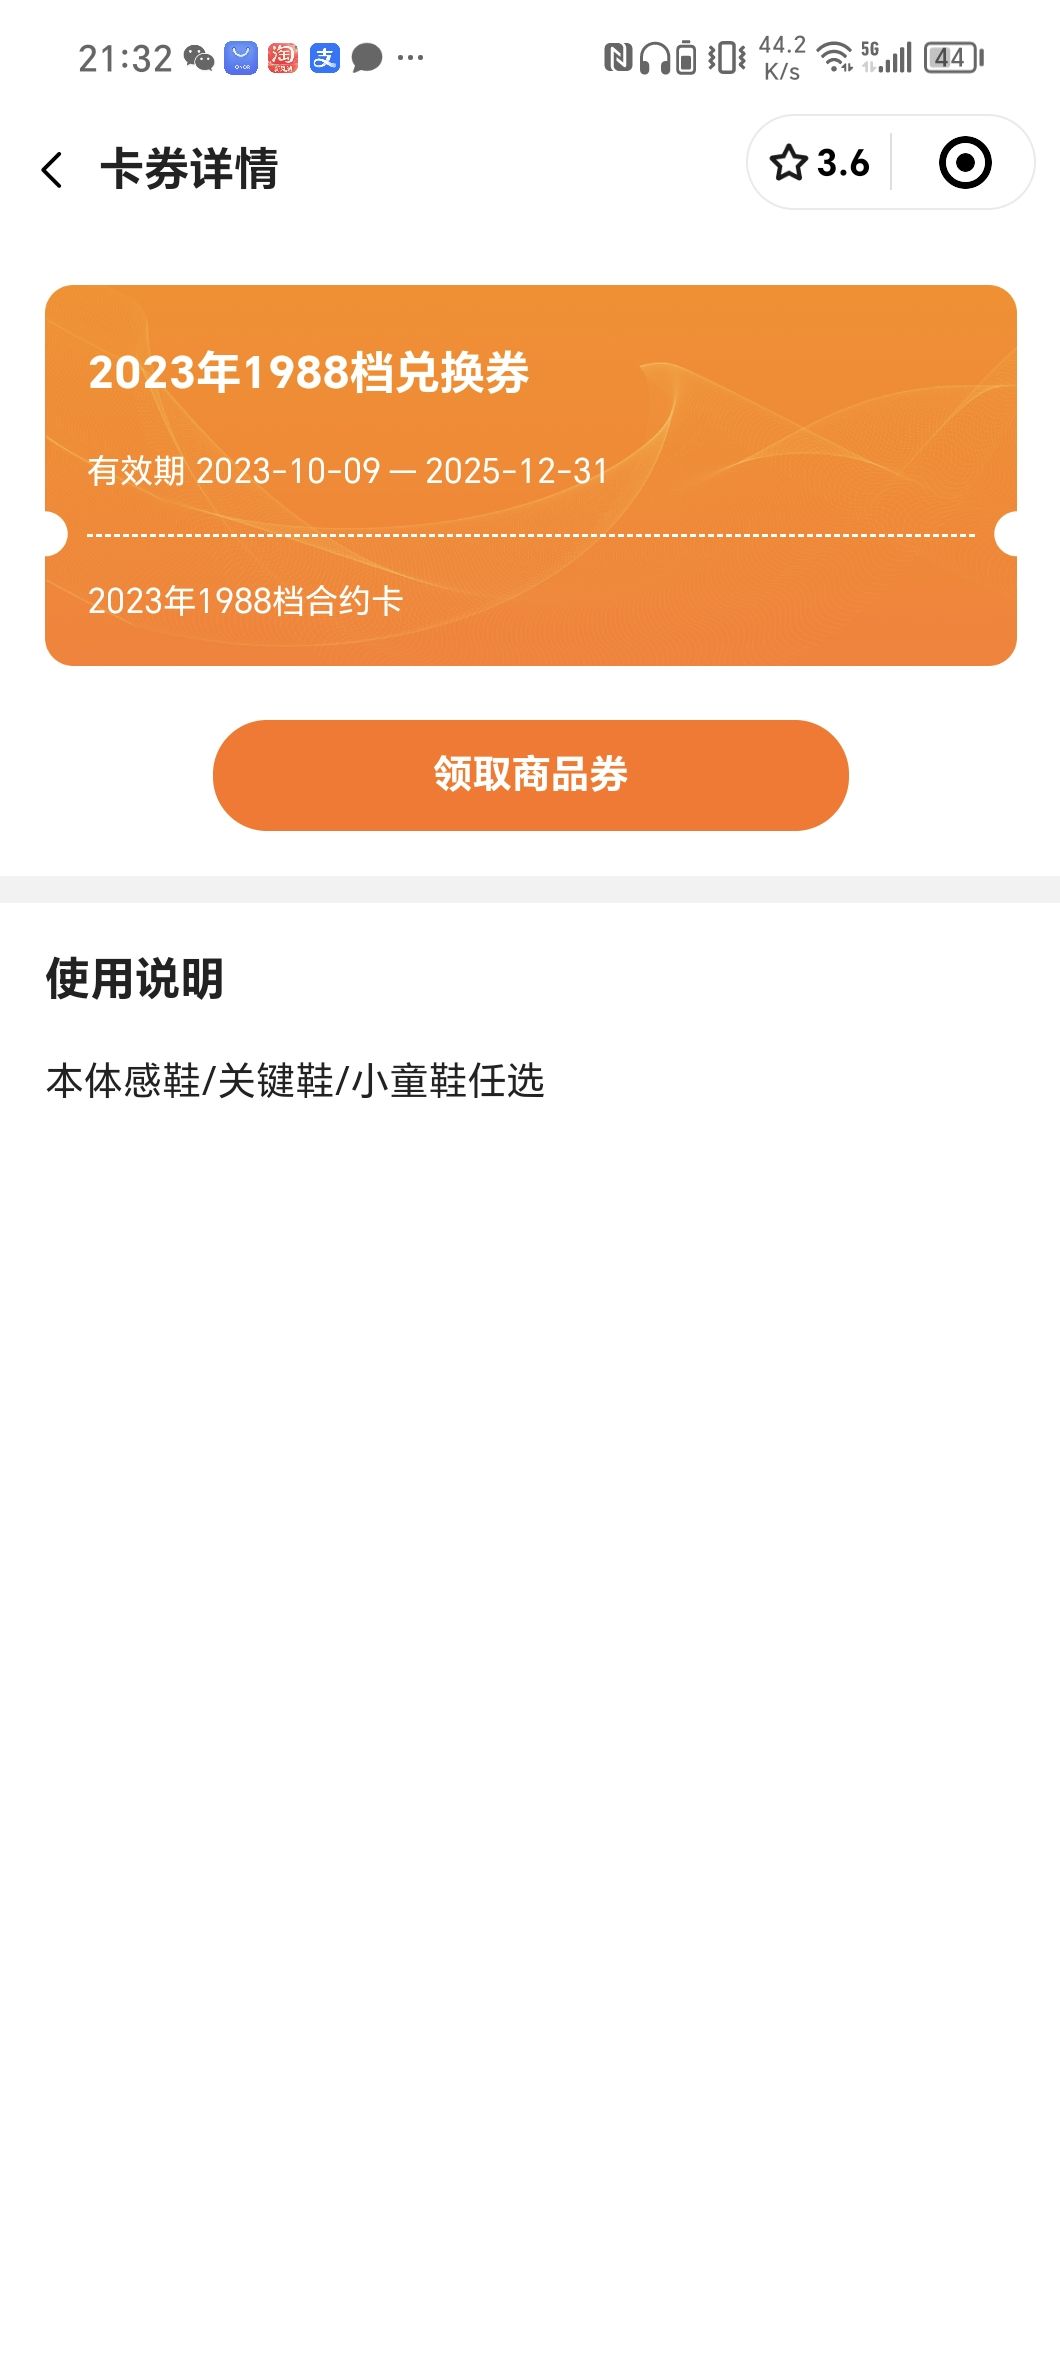 21:32
44.2
K/s
5G
44
卡券详情
3.6
2023年1988档兑换券
有效期 2023-10-09 — 2025-12-31
2023年1988档合约卡
领取商品券
使用说明
本体感鞋/关键鞋/小童鞋任选